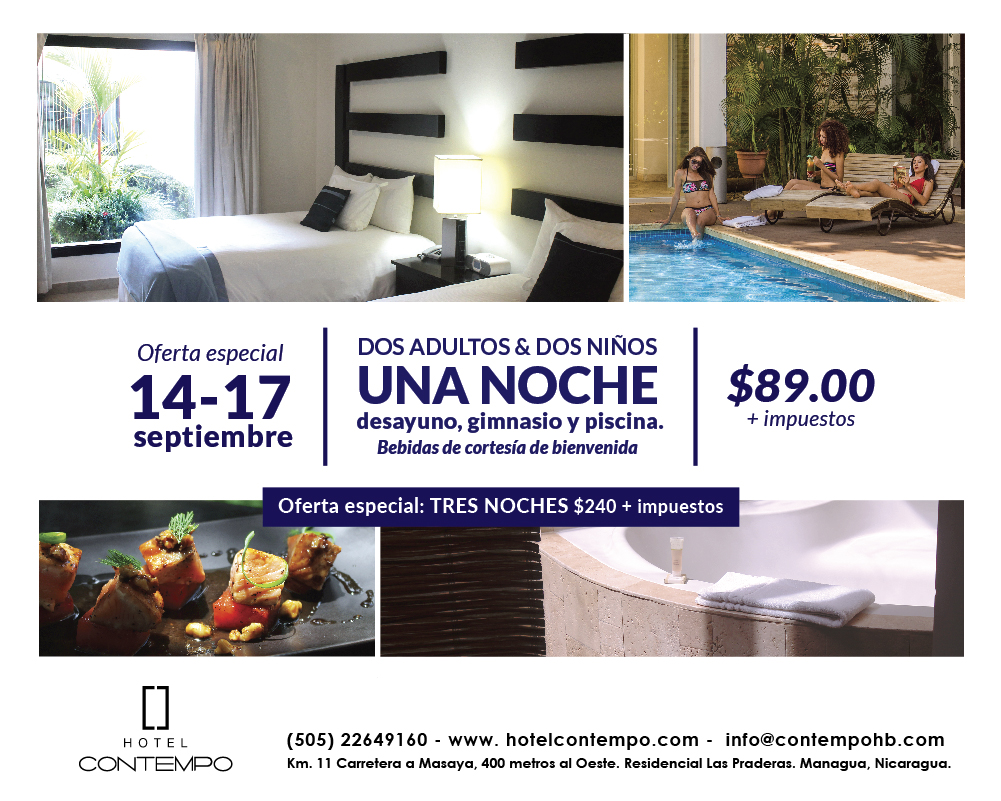 Oferta especial
14-17
septiembre
DOS ADULTOS & DOS NIÑOS
UNA NOCHE
desayuno, gimnasio y piscina.
Bebidas de cortesía de bienvenida
$89.00
+ impuestos
Oferta especial: TRES NOCHES $240 + impuestos
HOTEL
CONTEMPO
(505) 22649160 - www. hotelcontempo.com - info@contempohb.com
Km. 11 Carretera a Masaya, 400 metros al Oeste. Residencial Las Praderas. Managua, Nicaragua.